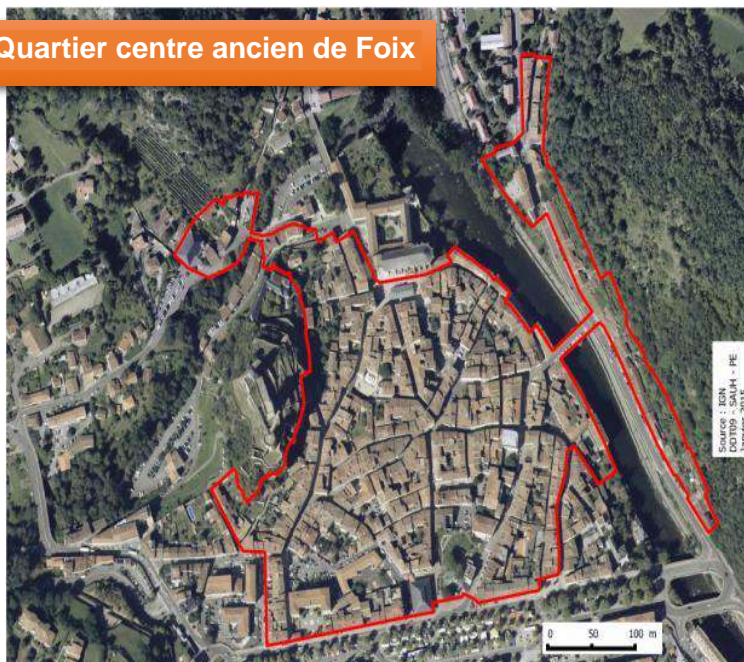 Quartier centre ancien de Foix
Source : IGN
DDT09 - SAUH - PE
0 50 100 m